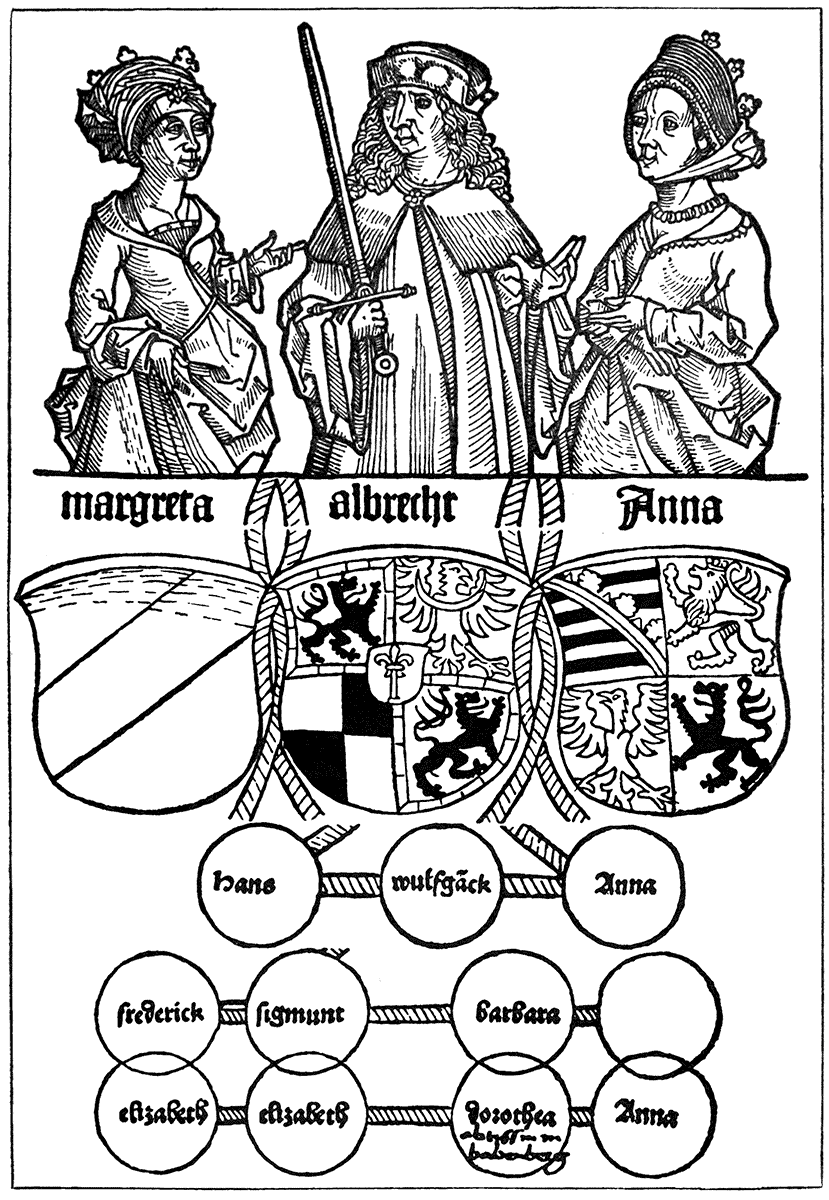 margreta albrecht Anna
hans wulfgäck Anna
frederick sigmunt barbara
elizabeth elizabeth dorothea Anna